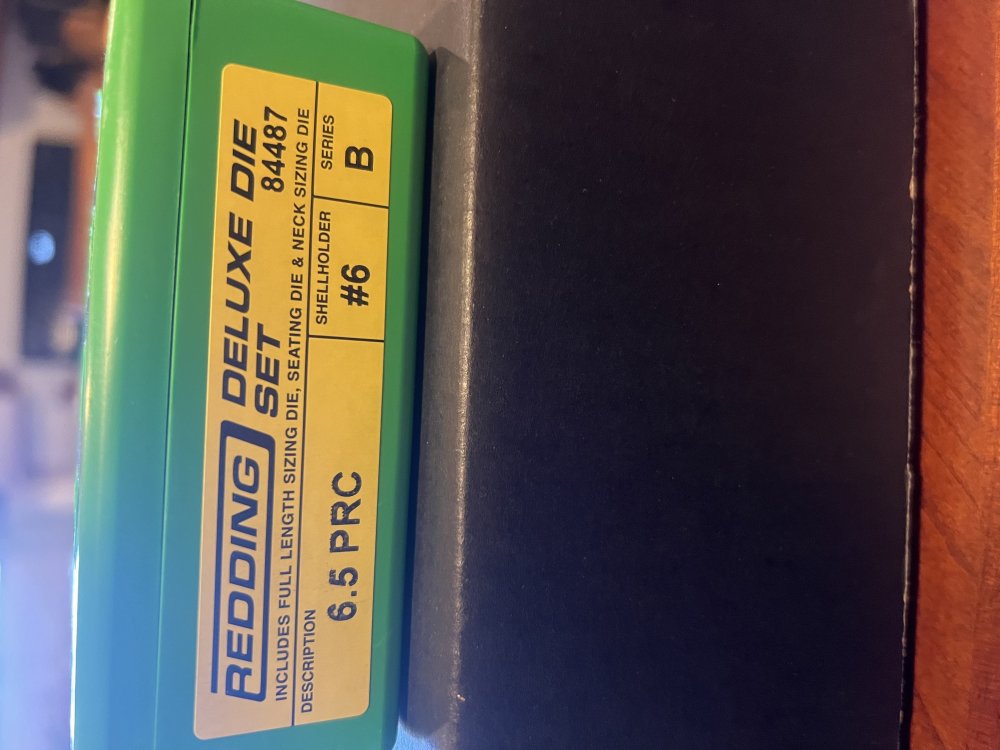 REDDING DELUXE DIE
SET 84487
INCLUDES FULL LENGTH SIZING DIE, SEATING DIE & NECK SIZING DIE
DESCRIPTION SHELLHOLDER SERIES
6.5 PRC #6 B